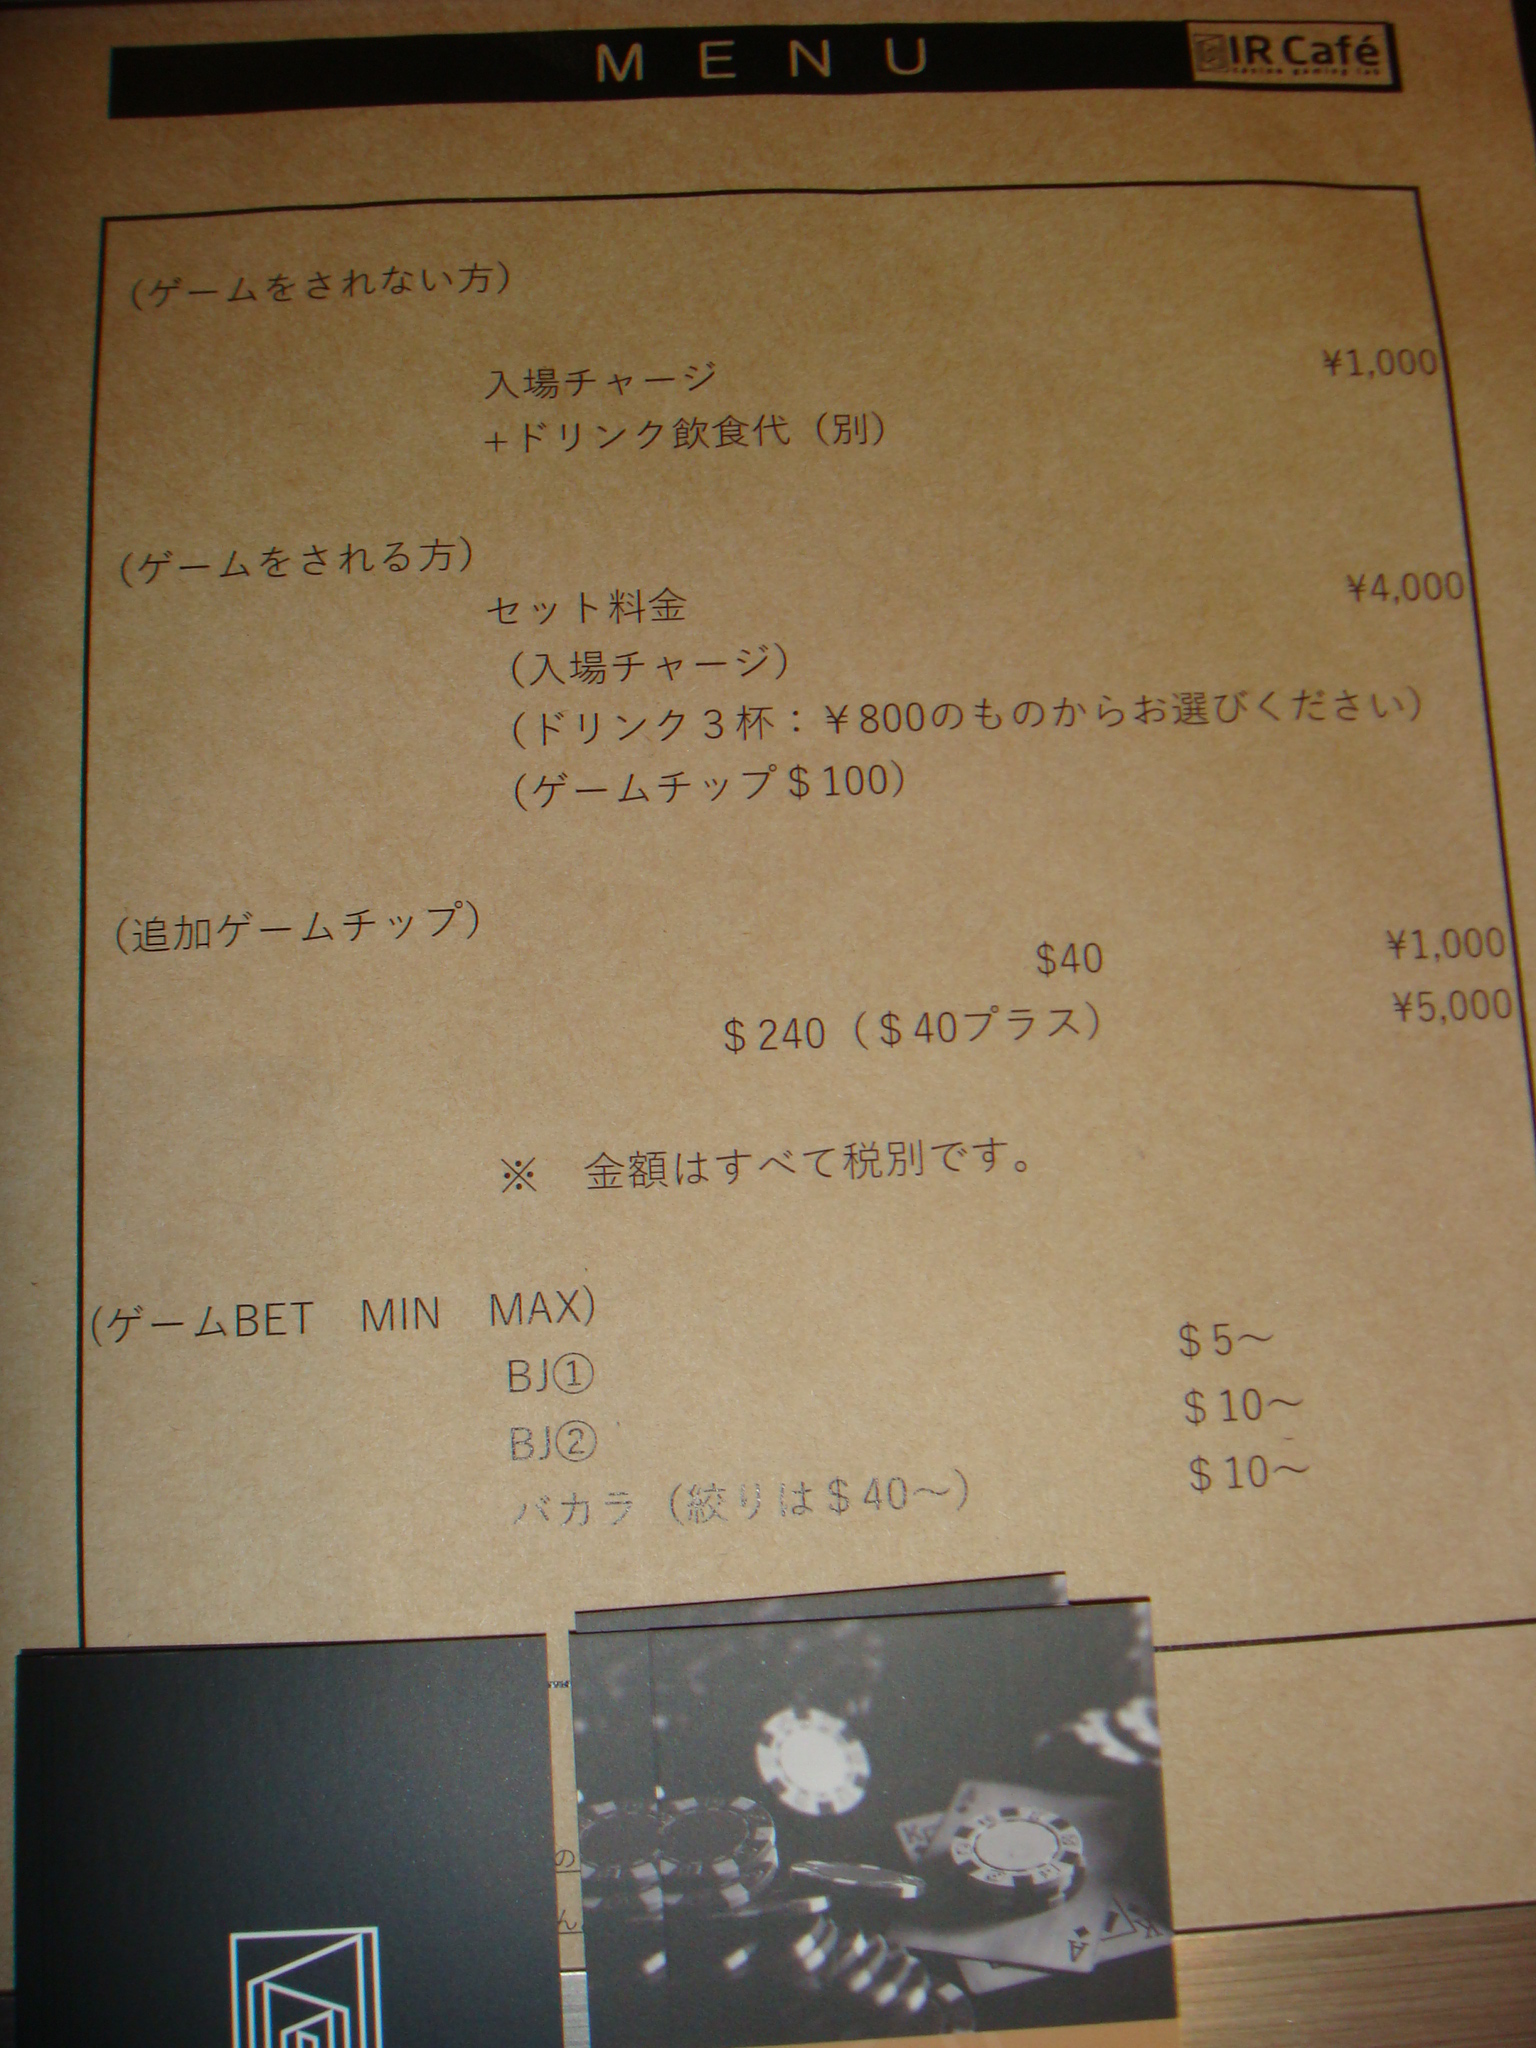 MENU
IR Café
casino gaming lab
(ゲームをされない方)
入場チャージ ¥1,000
+ドリンク飲食代（別）
(ゲームをされる方)
セット料金 ¥4,000
（入場チャージ）
（ドリンク３杯：￥800のものからお選びください）
（ゲームチップ＄100）
(追加ゲームチップ)
$40 ¥1,000
＄240（＄40プラス） ¥5,000
※　金額はすべて税別です。
(ゲームBET　MIN　MAX)
BJ① ＄5～
BJ② ＄10～
バカラ（絞りは＄40～） ＄10～
の
ん